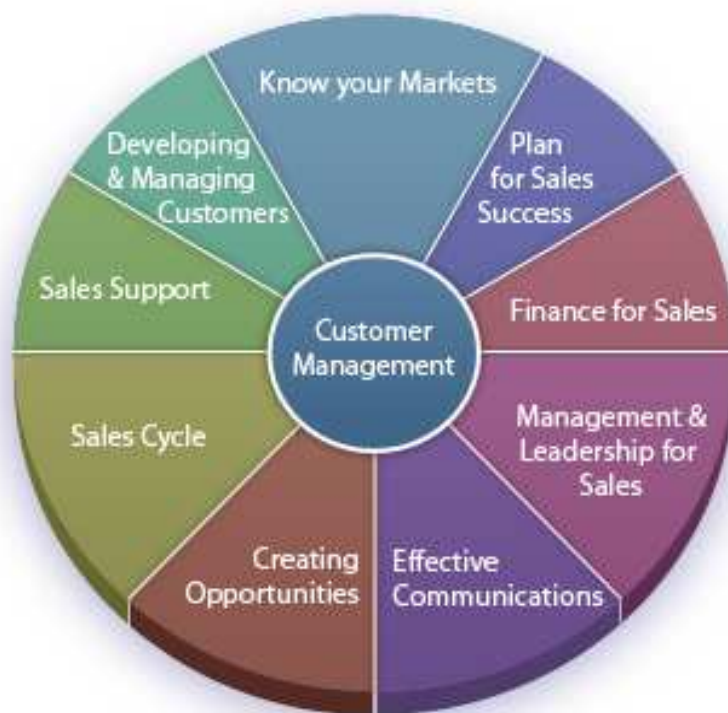 Know your Markets
Plan
for Sales
Success
Finance for Sales
Management &
Leadership for
Sales
Effective
Communications
Creating
Opportunities
Sales Cycle
Sales Support
Developing
& Managing
Customers
Customer
Management